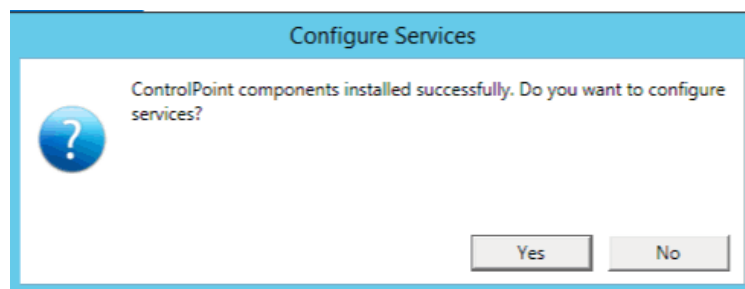 Configure Services
ControlPoint components installed successfully. Do you want to configure
services?
?
Yes No